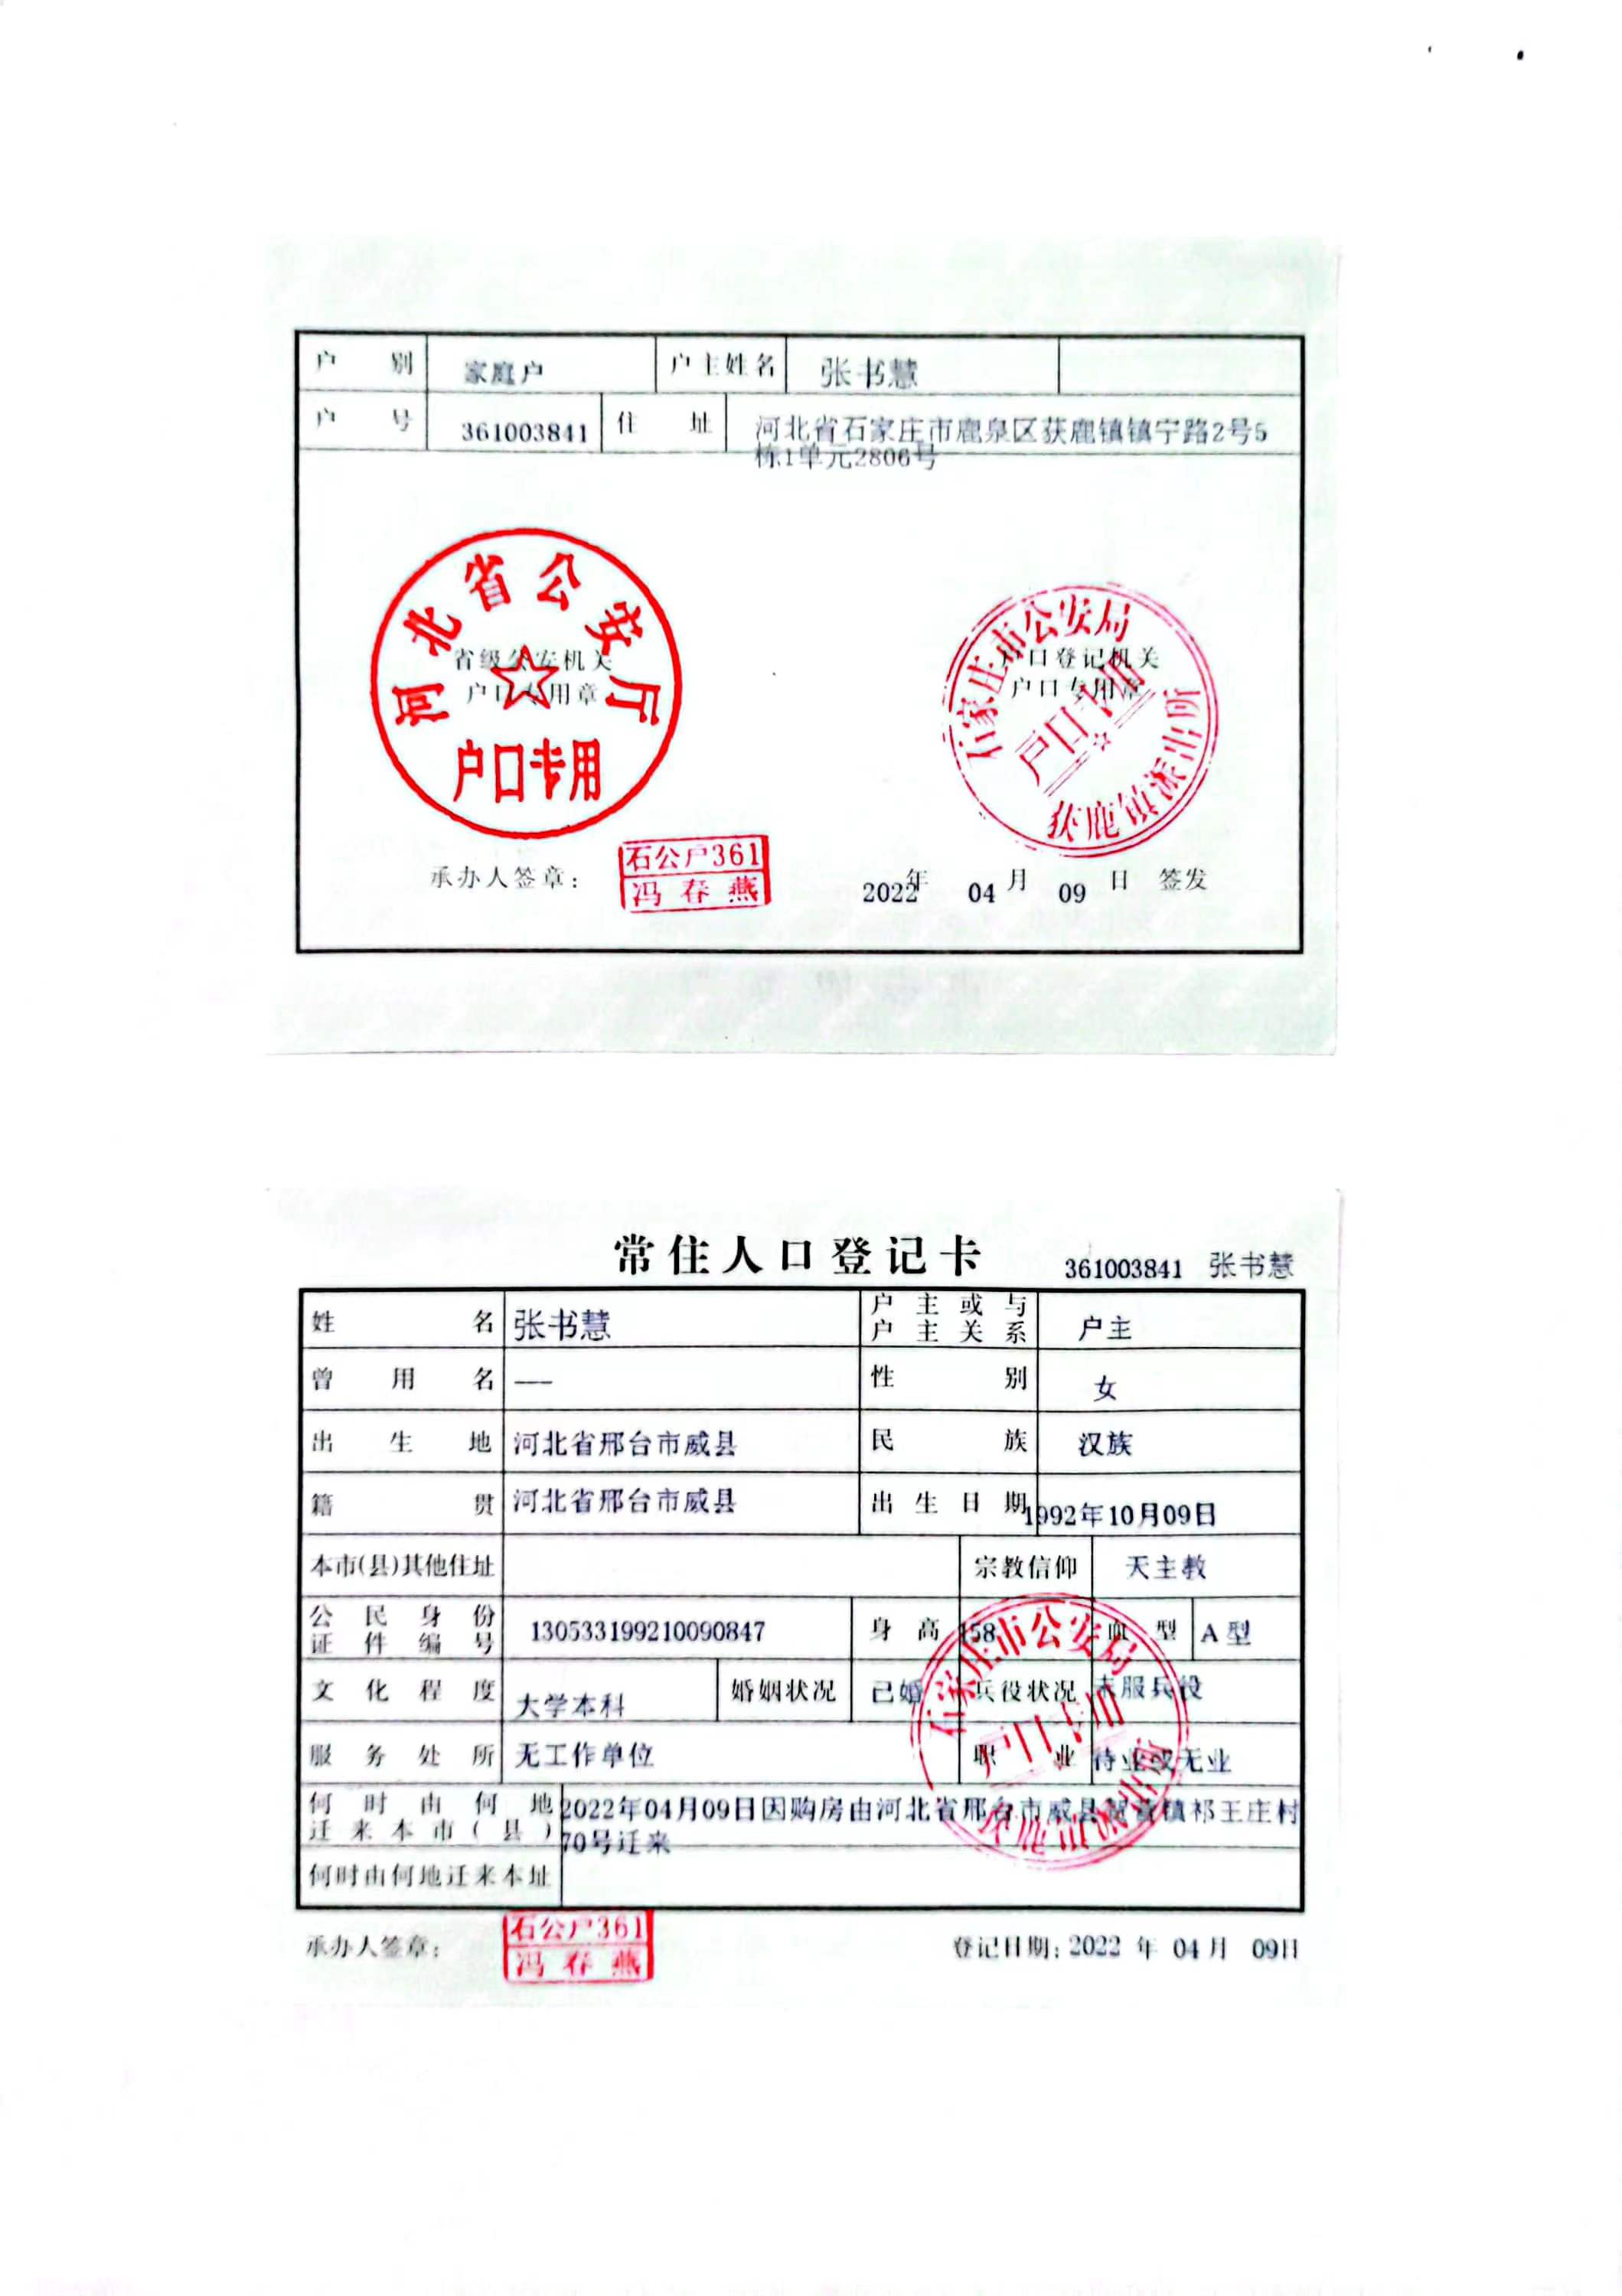 户别 家庭户 户主姓名 张书慧
户号 361003841 住址 河北省石家庄市鹿泉区获鹿镇镇宁路2号5
栋1单元2806号
河北省公安厅
省级公安机关
户口专用章
户口专用
石家庄市公安局
户口登记机关
户口专用章
户口专用
获鹿镇派出所
承办人签章：
石公户361
冯春燕
2022年 04月 09日 签发
常住人口登记卡 361003841 张书慧
姓名 张书慧 户主或与户主关系 户主
曾用名 —— 性别 女
出生地 河北省邢台市威县 民族 汉族
籍贯 河北省邢台市威县 出生日期 1992年10月09日
本市(县)其他住址 宗教信仰 天主教
公民身份证件编号 130533199210090847 身高 158 血型 A型
文化程度 大学本科 婚姻状况 已婚 兵役状况 未服兵役
服务处所 无工作单位 职业 待业或无业
何时由何地迁来本市(县) 2022年04月09日因购房由河北省邢台市威县贺营镇祁王庄村
70号迁来
何时由何地迁来本址
石家庄市公安局
户口专用
获鹿镇派出所
承办人签章：
石公户361
冯春燕
登记日期：2022年 04月 09日